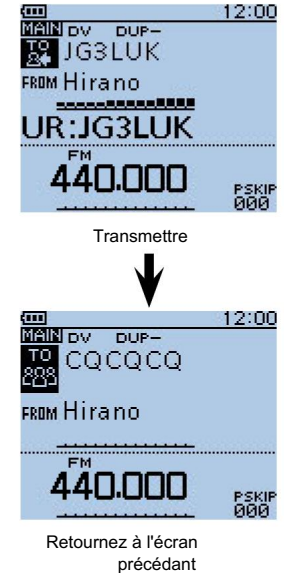 12:00
MAIN DV DUP-
TO JG3LUK
FROM Hirano
UR:JG3LUK
FM
440.000
PSKIP
000
Transmettre
12:00
MAIN DV DUP-
TO CQCQCQ
FROM Hirano
FM
440.000
PSKIP
000
Retournez à l'écran
précédant